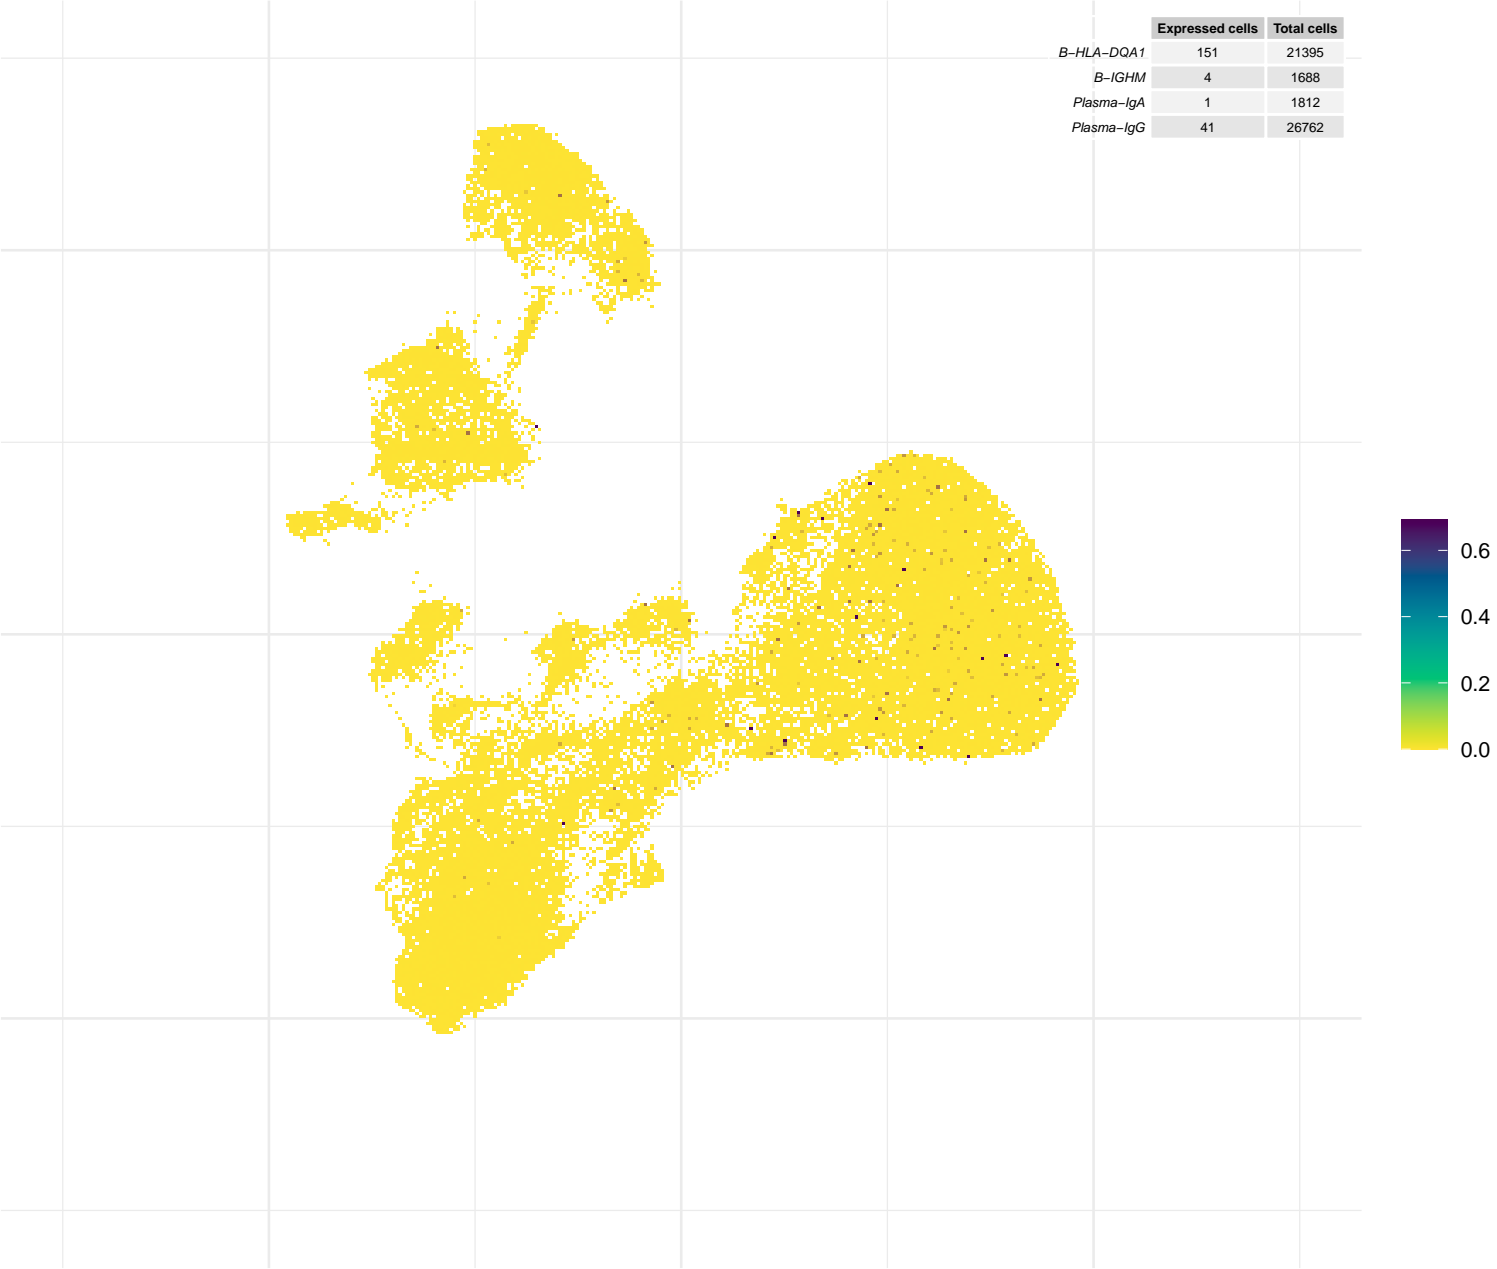 Expressed cells Total cells
B−HLA−DQA1 151 21395
B−IGHM 4 1688
Plasma−IgA 1 1812
Plasma−IgG 41 26762
0.6
0.4
0.2
0.0